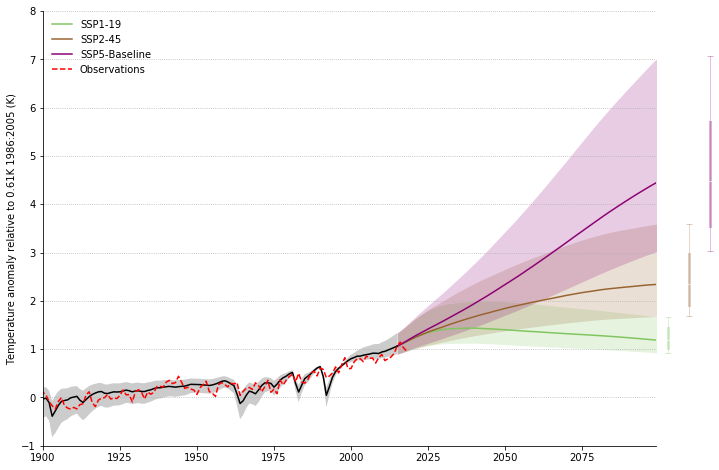 8
7
6
5
4
3
2
1
0
−1
Temperature anomaly relative to 0.61K 1986:2005 (K)
SSP1-19
SSP2-45
SSP5-Baseline
Observations
1900 1925 1950 1975 2000 2025 2050 2075